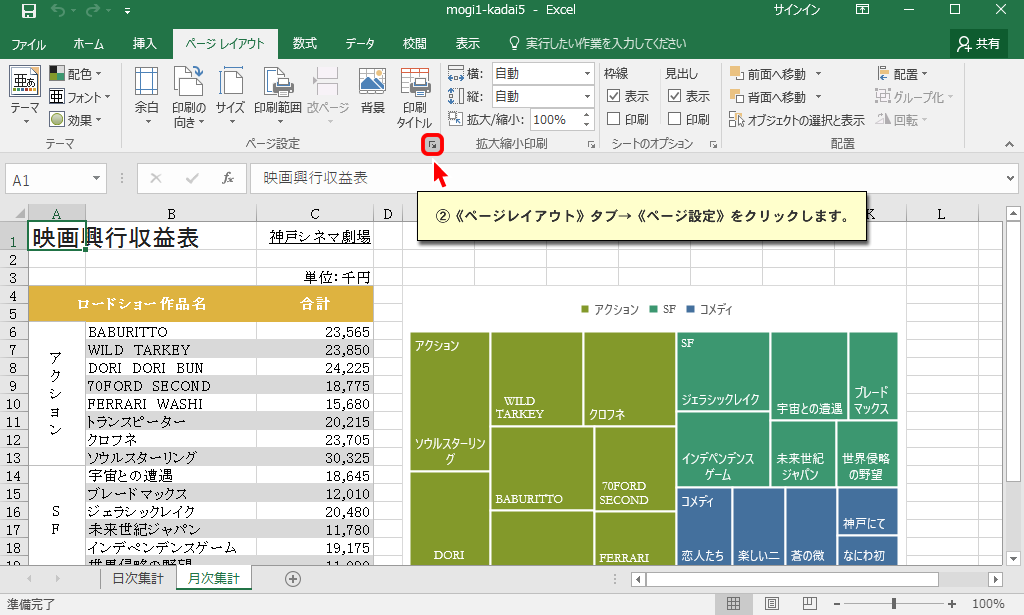 mogi1-kadai5 - Excel
サインイン
ファイル ホーム 挿入 ページ レイアウト 数式 データ 校閲 表示 実行したい作業を入力してください 共有
亜あ テーマ
亜 配色
亜 フォント
効果
テーマ
余白
印刷の向き
サイズ
印刷範囲
改ページ
背景
印刷タイトル
ページ設定
横: 自動
縦: 自動
拡大/縮小: 100%
拡大縮小印刷
枠線 見出し
表示 表示
印刷 印刷
シートのオプション
前面へ移動
背面へ移動
オブジェクトの選択と表示
配置
グループ化
回転
配置
A1 fx 映画興行収益表
②《ページレイアウト》タブ→《ページ設定》をクリックします。
A B C D K L
1 映画興行収益表 神戸シネマ劇場
2
3 単位：千円
4 ロードショー作品名 合計
5
6 BABURITTO 23,565
7 WILD TARKEY 23,850
8 DORI DORI BUN 24,225
9 70FORD SECOND 18,775
10 FERRARI WASHI 15,680
11 トランスピーター 20,215
12 クロフネ 23,705
13 ソウルスターリング 30,325
アクション
14 宇宙との遭遇 18,645
15 ブレードマックス 12,010
16 ジェラシックレイク 20,480
17 未来世紀ジャパン 11,780
18 インデペンデンスゲーム 19,175
SF
アクション SF コメディ
アクション
ソウルスターリング
DORI
WILD
TARKEY
クロフネ
BABURITTO
70FORD
SECOND
FERRARI
SF
ジェラシックレイク
宇宙との遭遇
ブレード
マックス
インデペンデンス
ゲーム
未来世紀
ジャパン
世界侵略
の野望
コメディ
恋人たち
楽しい二
蒼の微
神戸にて
なにわ初
日次集計 月次集計
準備完了
100%